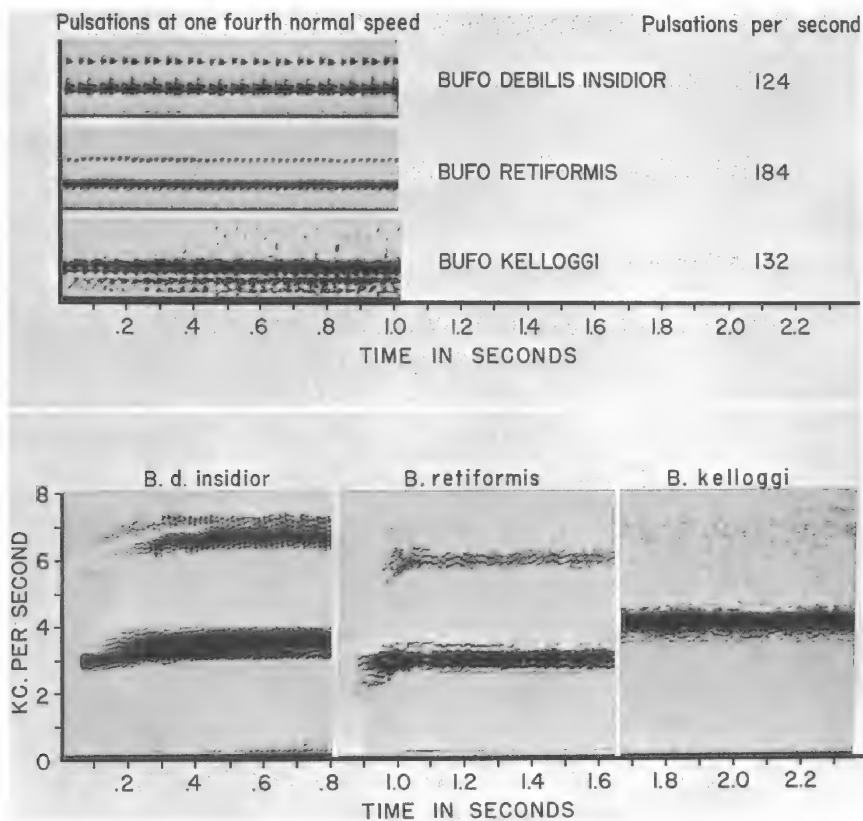 Pulsations at one fourth normal speed Pulsations per second
BUFO DEBILIS INSIDIOR 124
BUFO RETIFORMIS 184
BUFO KELLOGGI 132
.2 .4 .6 .8 1.0 1.2 1.4 1.6 1.8 2.0 2.2
TIME IN SECONDS
B. d. insidior B. retiformis B. kelloggi
8
6
4
2
0
KC. PER SECOND
.2 .4 .6 .8 1.0 1.2 1.4 1.6 1.8 2.0 2.2
TIME IN SECONDS